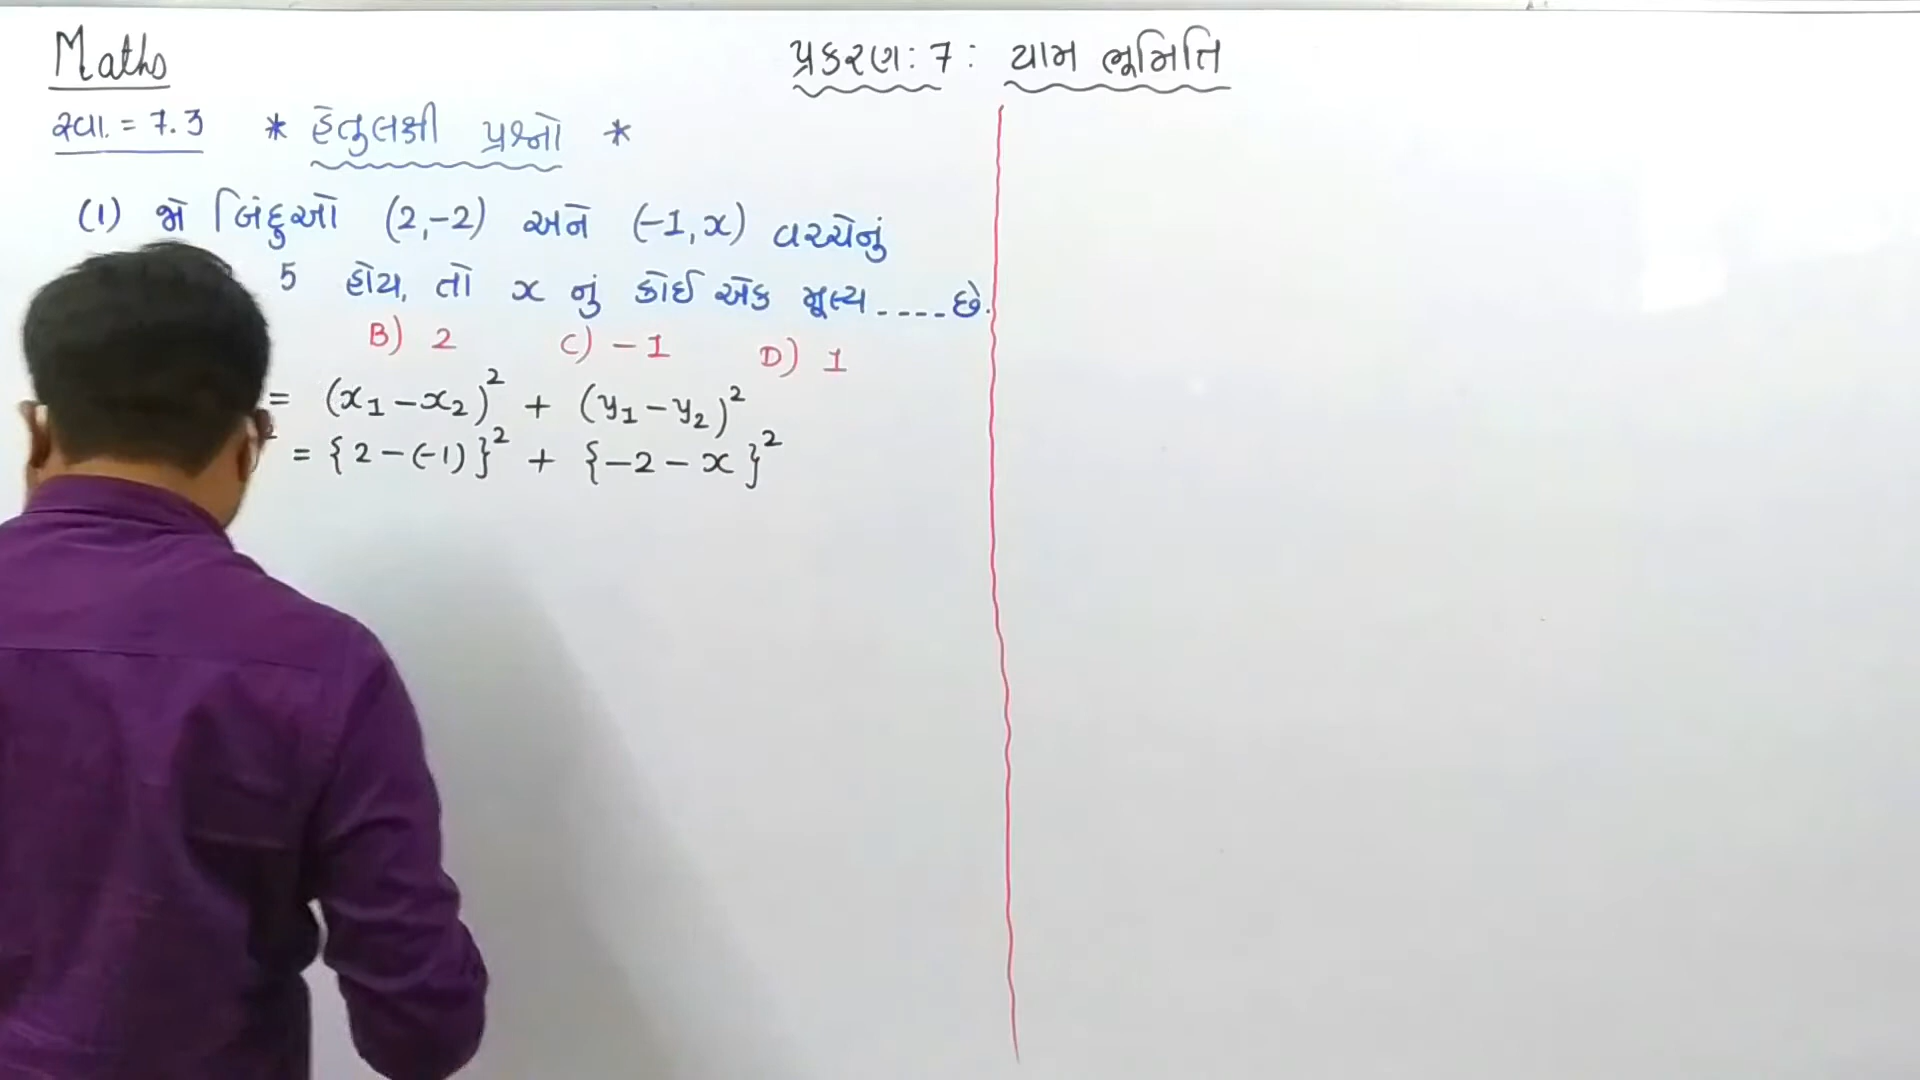 Maths
પ્રકરણ: 7: યામ ભૂમિતિ
સ્વા. = 7.3 * હેતુલક્ષી પ્રશ્નો *
(1) જો બિંદુઓ (2,-2) અને (-1,x) વચ્ચેનું
5 હોય, તો x નું કોઈ એક મૂલ્ય ---- છે.
B) 2 C) -1 D) 1
= (x₁-x₂)² + (y₁-y₂)²
² = {2-(-1)}² + {-2-x}²